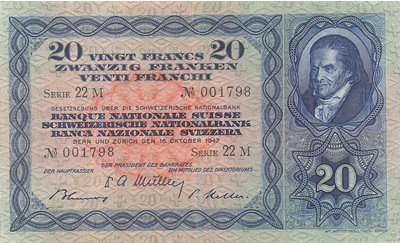 20 VINGT FRANCS 20
ZWANZIG FRANKEN
VENTI FRANCHI
SERIE 22 M № 001798
GESETZGEBUNG ÜBER DIE SCHWEIZERISCHE NATIONALBANK
BANQUE NATIONALE SUISSE
SCHWEIZERISCHE NATIONALBANK
BANCA NAZIONALE SVIZZERA
BERN UND ZÜRICH, DEN 16. OKTOBER 1947
№ 001798 SERIE 22 M
DER PRÄSIDENT DES BANKRATES
DER HAUPTKASSIER EIN MITGLIED DES DIREKTORIUMS
20